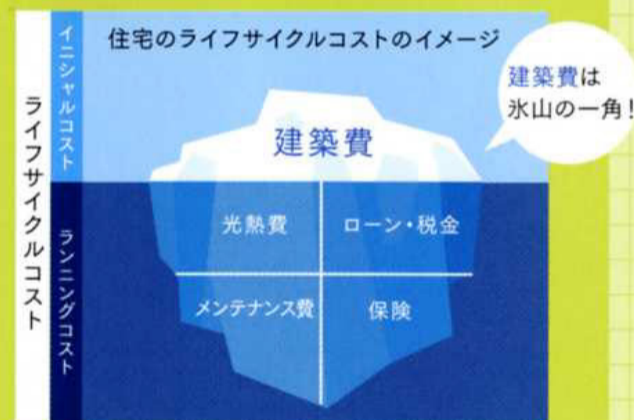 住宅のライフサイクルコストのイメージ
建築費は
氷山の一角!
ライフサイクルコスト
イニシャルコスト
建築費
ランニングコスト
光熱費
ローン・税金
メンテナンス費
保険